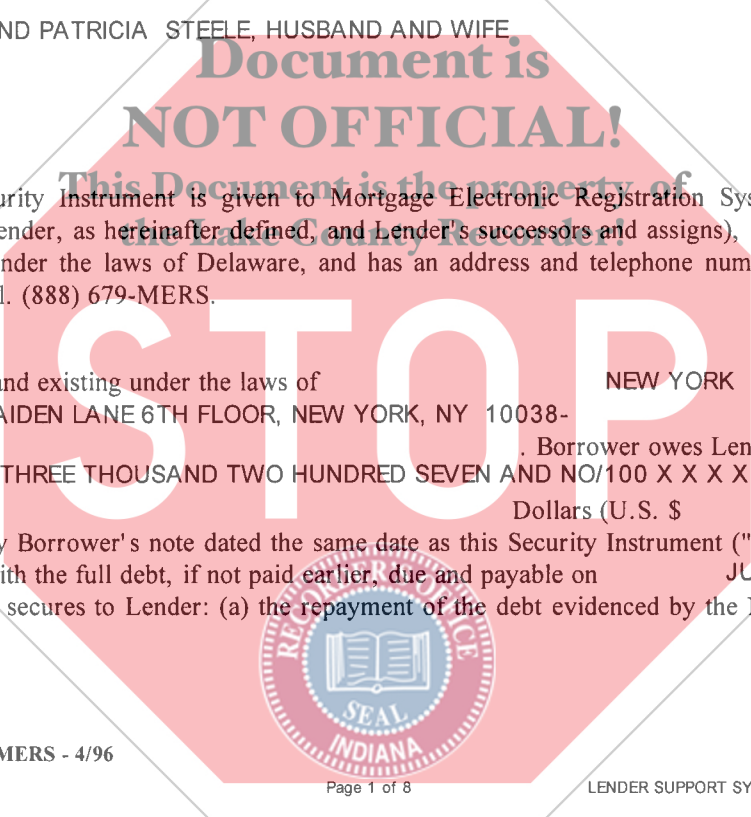 ND PATRICIA STEELE, HUSBAND AND WIFE
Document is
NOT OFFICIAL!
This Document is the property of
the Lake County Recorder!
urity Instrument is given to Mortgage Electronic Registration Sys
ender, as hereinafter defined, and Lender's successors and assigns),
nder the laws of Delaware, and has an address and telephone num
l. (888) 679-MERS.
STOP
and existing under the laws of NEW YORK
AIDEN LANE 6TH FLOOR, NEW YORK, NY 10038-
. Borrower owes Len
THREE THOUSAND TWO HUNDRED SEVEN AND NO/100 X X X X
Dollars (U.S. $
y Borrower's note dated the same date as this Security Instrument ("
ith the full debt, if not paid earlier, due and payable on JU
secures to Lender: (a) the repayment of the debt evidenced by the
RECORDER'S OFFICE
SEAL
INDIANA
MERS - 4/96
Page 1 of 8
LENDER SUPPORT SY